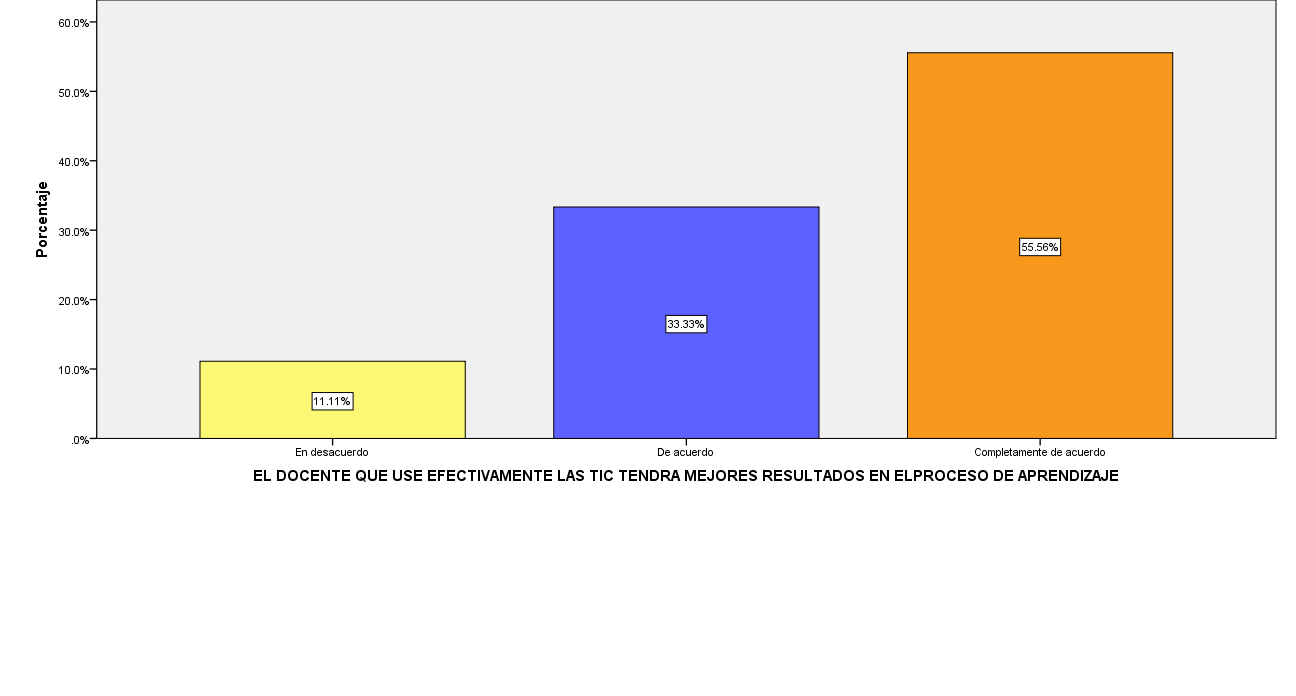 60.0%
50.0%
40.0%
30.0%
20.0%
10.0%
.0%
Porcentaje
11.11%
33.33%
55.56%
En desacuerdo
De acuerdo
Completamente de acuerdo
EL DOCENTE QUE USE EFECTIVAMENTE LAS TIC TENDRA MEJORES RESULTADOS EN ELPROCESO DE APRENDIZAJE